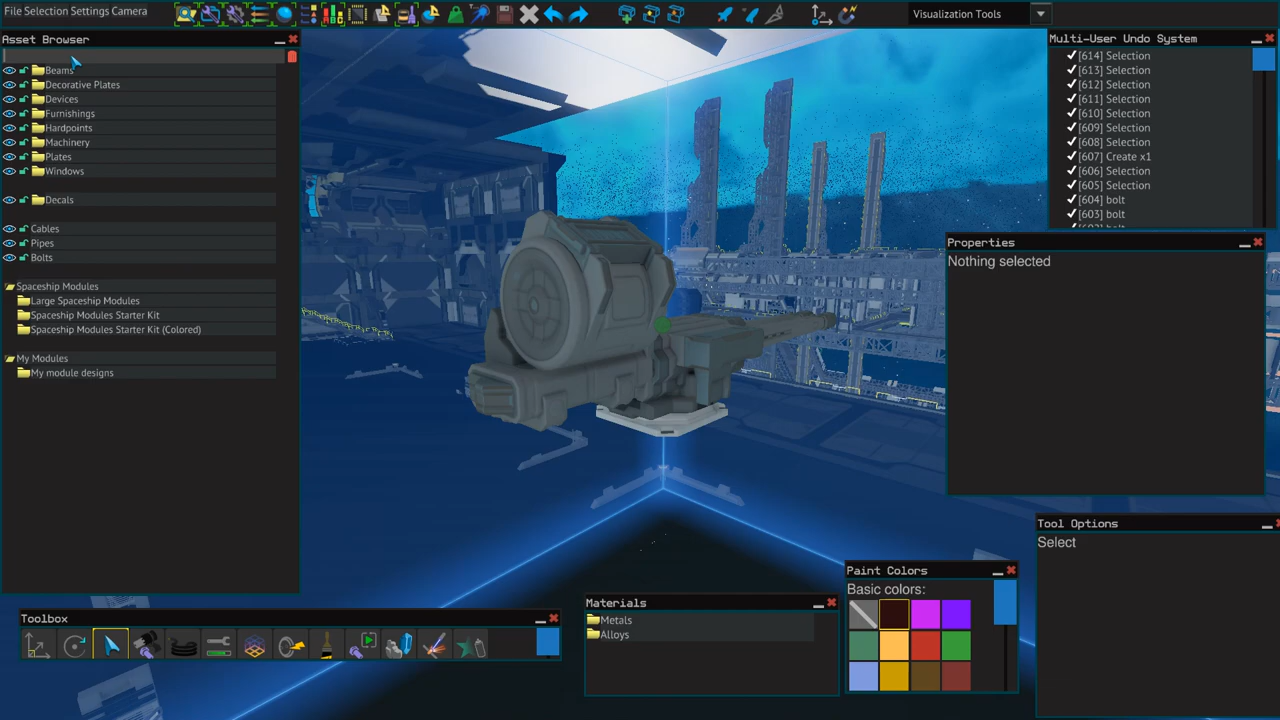 File Selection Settings Camera
Visualization Tools
Asset Browser
Beams
Decorative Plates
Devices
Furnishings
Hardpoints
Machinery
Plates
Windows
Decals
Cables
Pipes
Bolts
Spaceship Modules
Large Spaceship Modules
Spaceship Modules Starter Kit
Spaceship Modules Starter Kit (Colored)
My Modules
My module designs
Multi-User Undo System
[614] Selection
[613] Selection
[612] Selection
[611] Selection
[610] Selection
[609] Selection
[608] Selection
[607] Create x1
[606] Selection
[605] Selection
[604] bolt
[603] bolt
Properties
Nothing selected
Tool Options
Select
Paint Colors
Basic colors:
Materials
Metals
Alloys
Toolbox